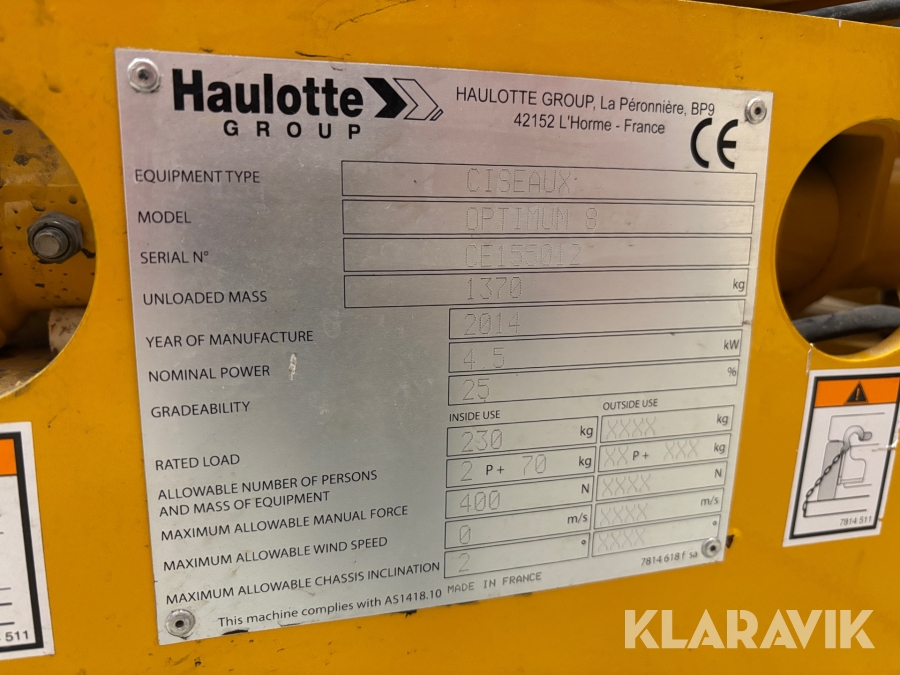 Haulotte
GROUP
HAULOTTE GROUP, La Péronnière, BP9
42152 L'Horme - France
CE
EQUIPMENT TYPE CISEAUX
MODEL OPTIMUM 8
SERIAL N° CE155012
UNLOADED MASS 1370 kg
YEAR OF MANUFACTURE 2014
NOMINAL POWER 4.5 kW
GRADEABILITY 25 %
INSIDE USE OUTSIDE USE
RATED LOAD 230 kg XXXX kg
ALLOWABLE NUMBER OF PERSONS
AND MASS OF EQUIPMENT 2 P + 70 kg XX P + XXX kg
MAXIMUM ALLOWABLE MANUAL FORCE 400 N XXXX N
MAXIMUM ALLOWABLE WIND SPEED 0 m/s XXXX m/s
MAXIMUM ALLOWABLE CHASSIS INCLINATION 2 ° XXXX °
This machine complies with AS1418.10 MADE IN FRANCE
7814 618 f sa
7814 511
511
KLARAVIK